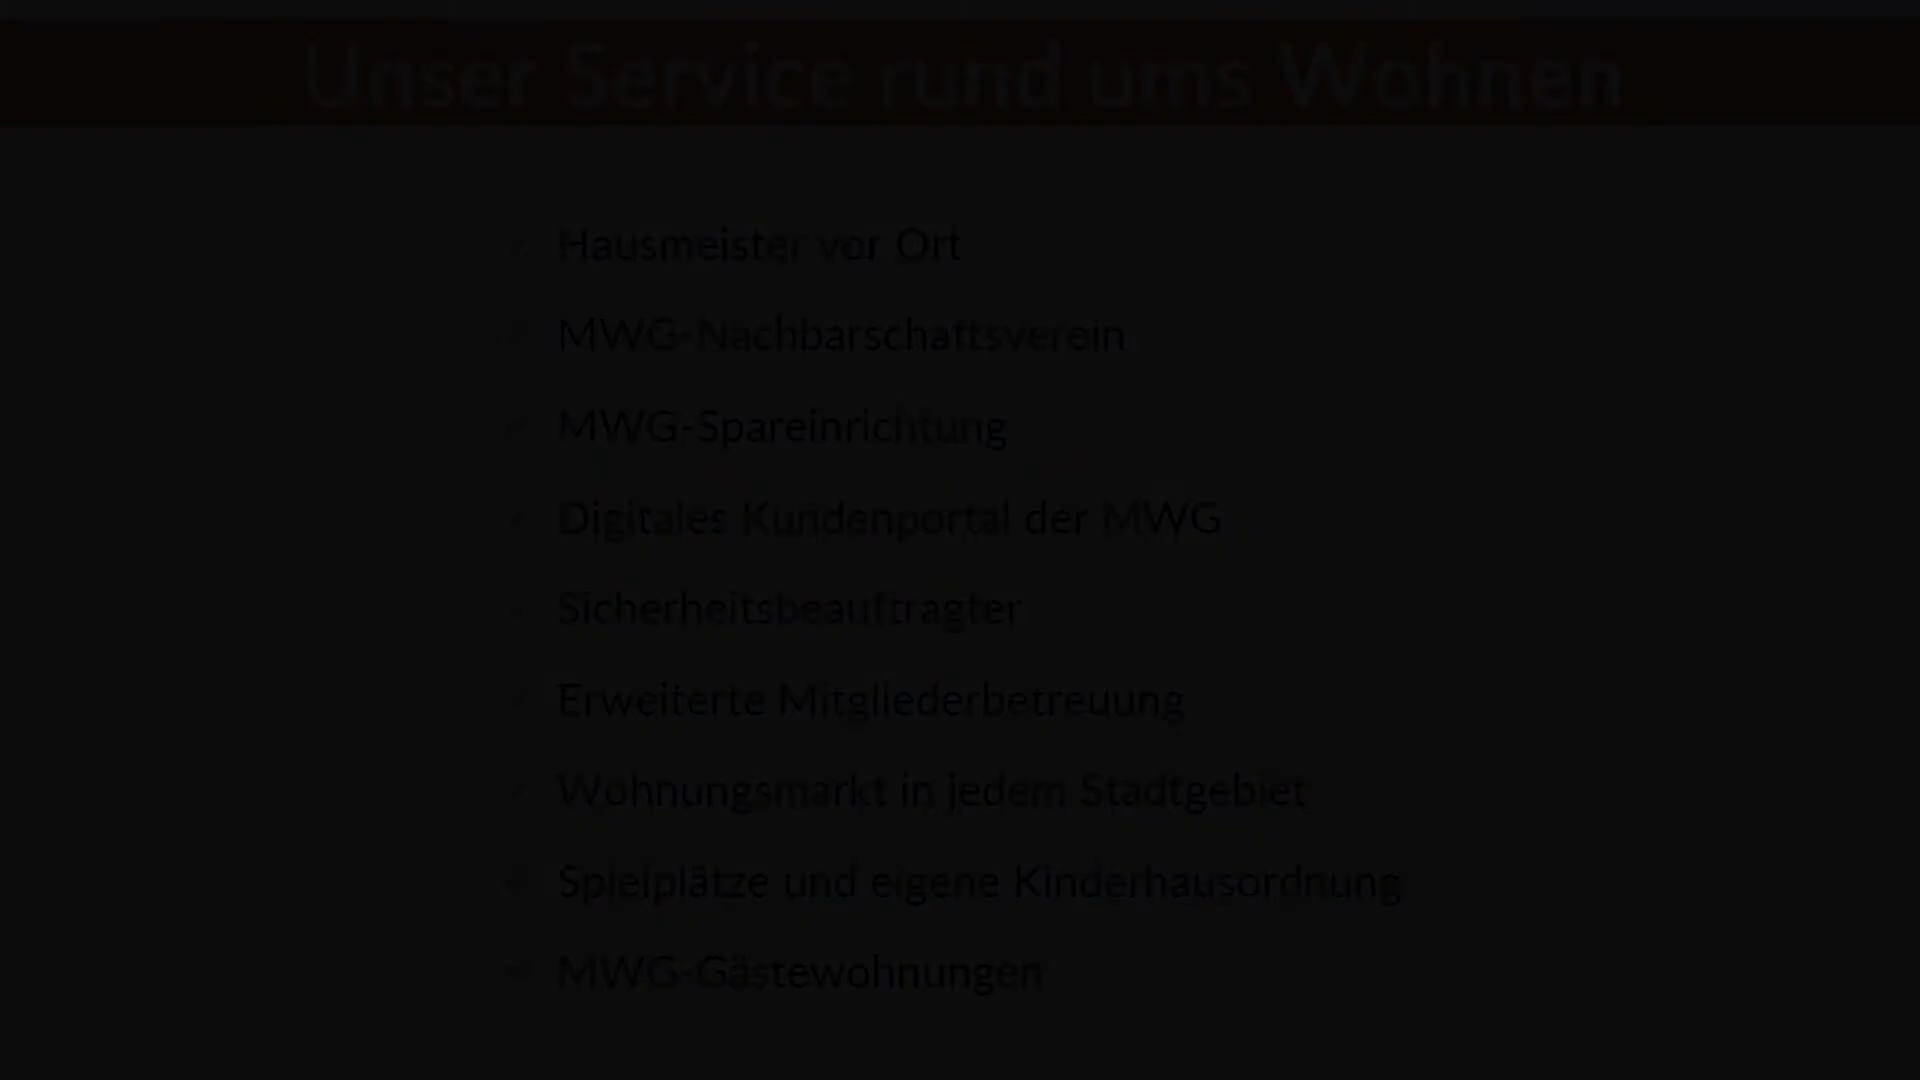 Unser Service rund ums Wohnen
Hausmeister vor Ort
MWG-Nachbarschaftsverein
MWG-Spareinrichtung
Digitales Kundenportal der MWG
Sicherheitsbeauftragter
Erweiterte Mitgliederbetreuung
Wohnungsmarkt in jedem Stadtgebiet
Spielplätze und eigene Kinderhausordnung
MWG-Gästewohnungen